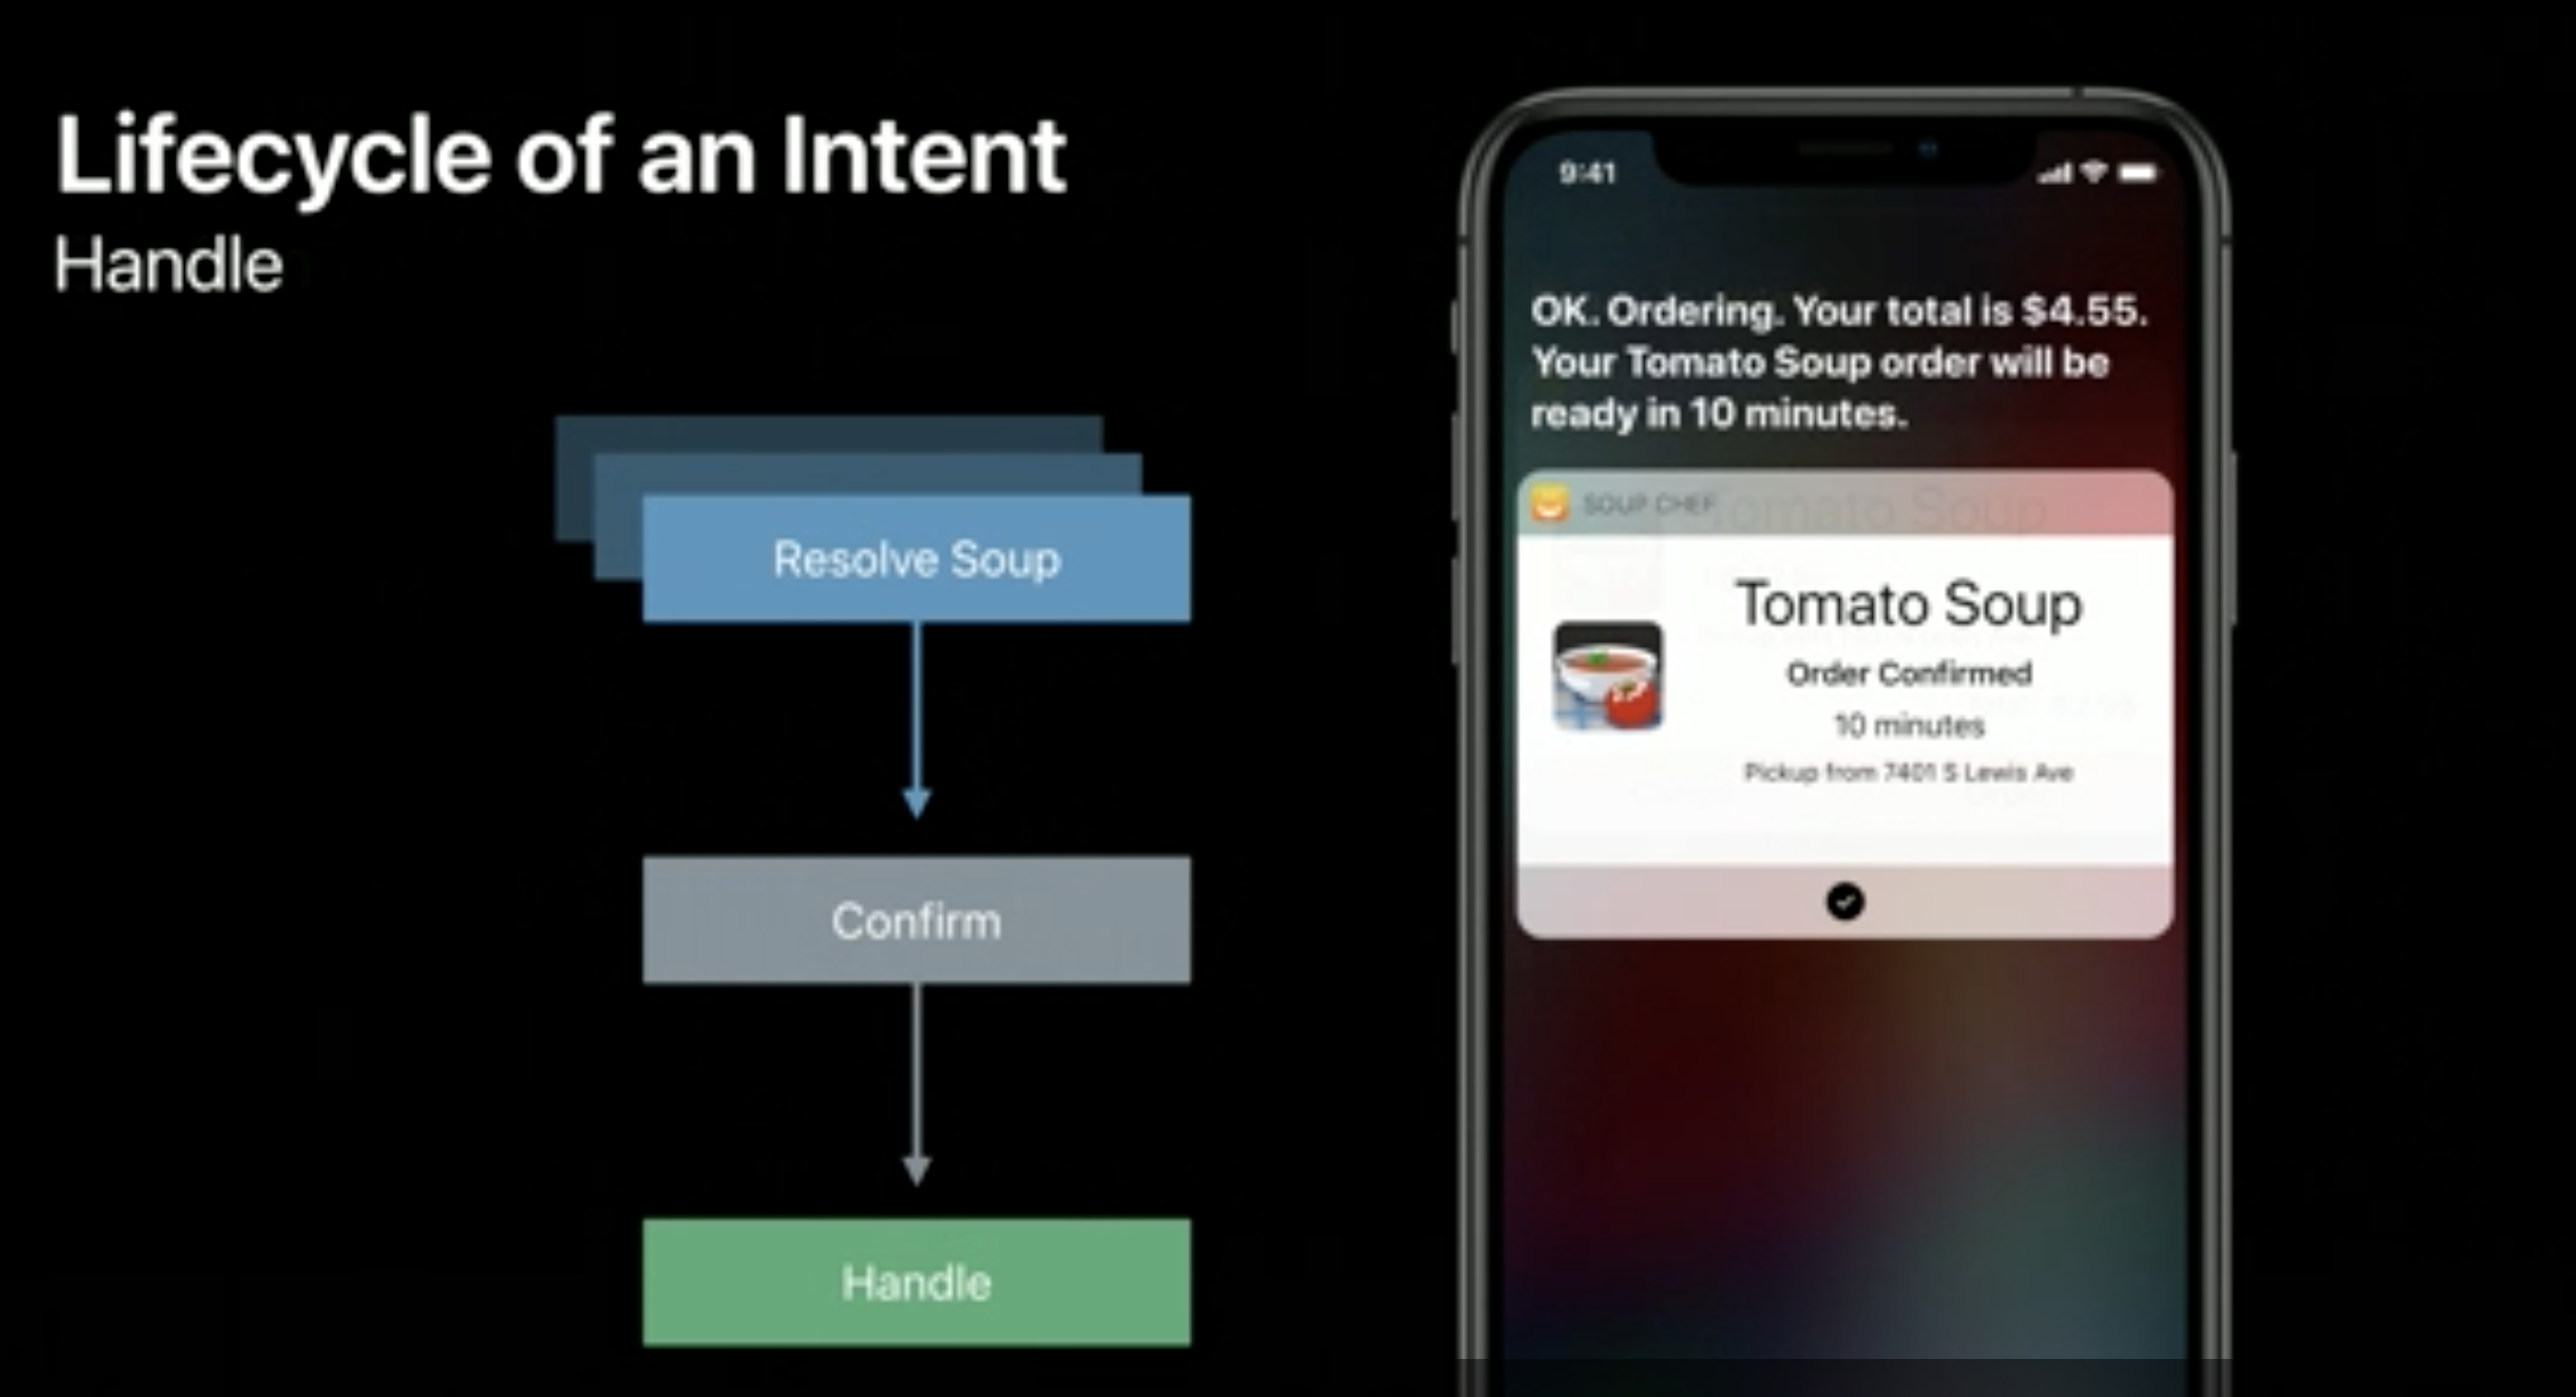 Lifecycle of an Intent
Handle
Resolve Soup
Confirm
Handle
9:41
OK. Ordering. Your total is $4.55.
Your Tomato Soup order will be
ready in 10 minutes.
SOUP CHEF
Tomato Soup
Tomato Soup
Order Confirmed
10 minutes
Pickup from 7401 S Lewis Ave